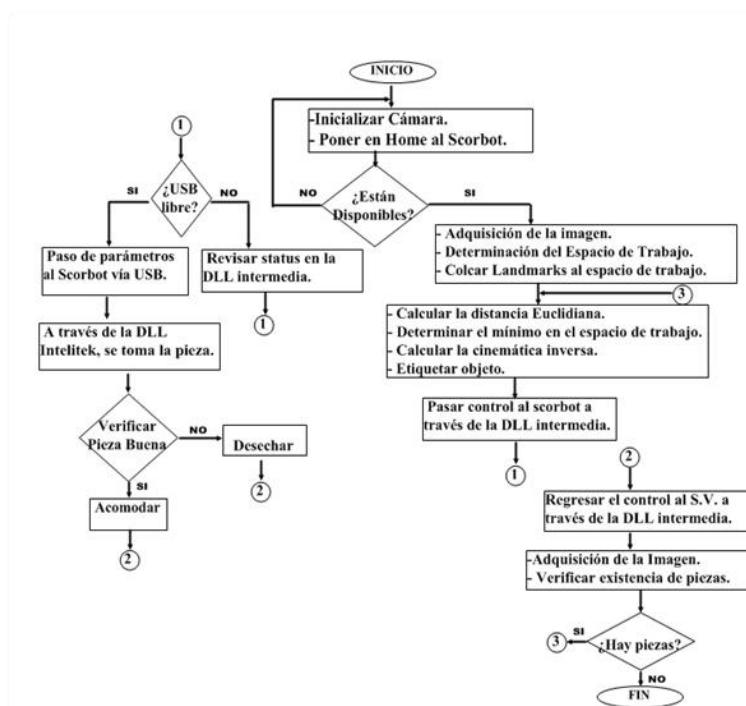 INICIO
-Inicializar Cámara.
- Poner en Home al Scorbot.
¿Están
Disponibles?
NO
SI
- Adquisición de la imagen.
- Determinación del Espacio de Trabajo.
- Colcar Landmarks al espacio de trabajo.
3
- Calcular la distancia Euclidiana.
- Determinar el mínimo en el espacio de trabajo.
- Calcular la cinemática inversa.
- Etiquetar objeto.
Pasar control al scorbot a
través de la DLL intermedia.
1
1
¿USB
libre?
SI
NO
Paso de parámetros
al Scorbot vía USB.
Revisar status en la
DLL intermedia.
1
A través de la DLL
Intelitek, se toma la pieza.
Verificar
Pieza Buena
NO
Desechar
2
SI
Acomodar
2
2
Regresar el control al S.V. a
través de la DLL intermedia.
-Adquisición de la Imagen.
- Verificar existencia de piezas.
¿Hay piezas?
SI
3
NO
FIN